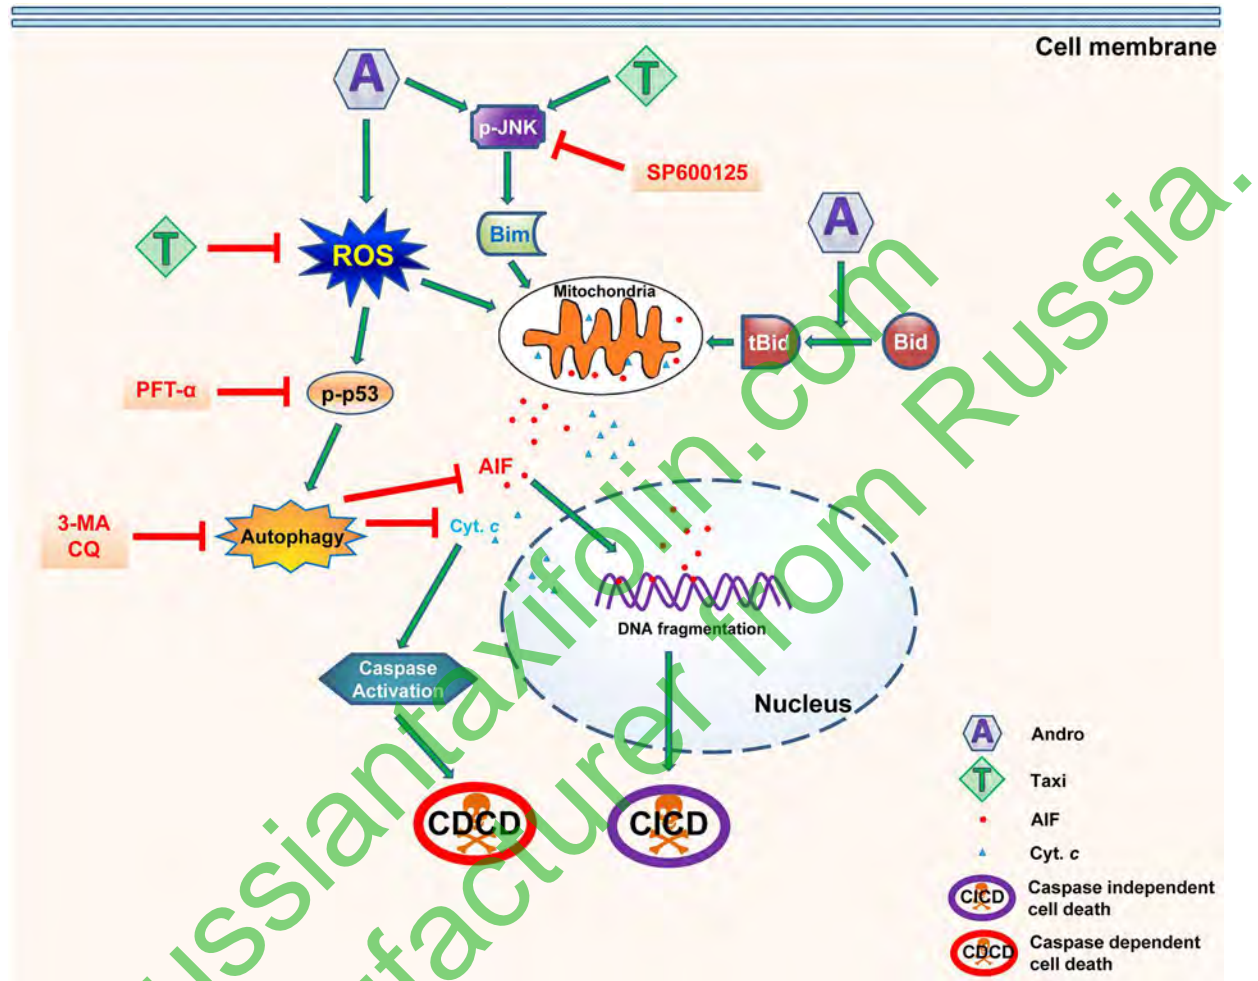 Cell membrane
A
T
p-JNK
SP600125
A
T
ROS
Bim
Mitochondria
tBid
Bid
PFT-α
p-p53
AIF
3-MA
CQ
Autophagy
Cyt. c
DNA fragmentation
Caspase
Activation
Nucleus
CDCD
CICD
A
Andro
T
Taxi
AIF
Cyt. c
CICD
Caspase independent
cell death
CDCD
Caspase dependent
cell death
ussiantaxifolin.com
facturer from Russia.